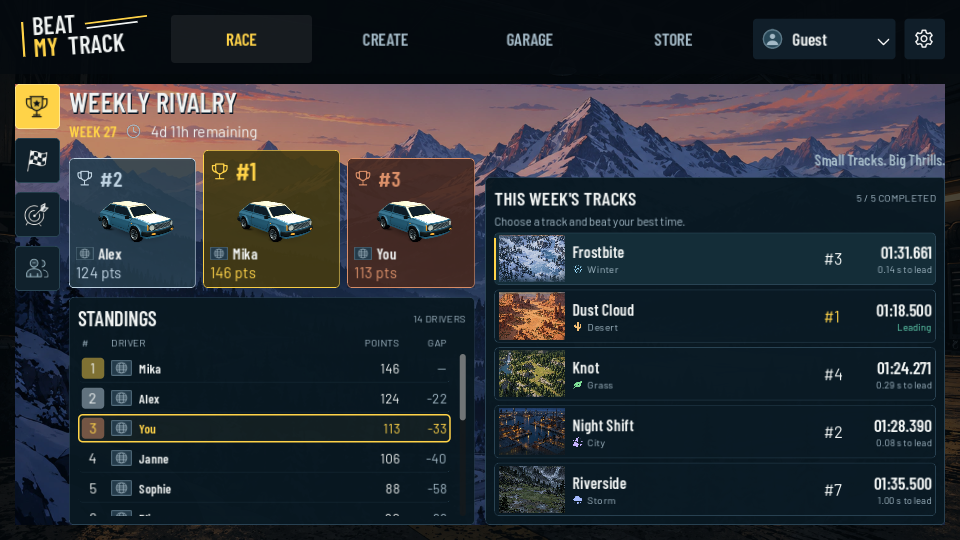 BEAT
MY TRACK
RACE
CREATE
GARAGE
STORE
Guest
WEEKLY RIVALRY
WEEK 27 4d 11h remaining
Small Tracks. Big Thrills.
#2
Alex
124 pts
#1
Mika
146 pts
#3
You
113 pts
STANDINGS
14 DRIVERS
# DRIVER POINTS GAP
1 Mika 146 —
2 Alex 124 -22
3 You 113 -33
4 Janne 106 -40
5 Sophie 88 -58
THIS WEEK'S TRACKS
5 / 5 COMPLETED
Choose a track and beat your best time.
Frostbite
Winter
#3
01:31.661
0.14 s to lead
Dust Cloud
Desert
#1
01:18.500
Leading
Knot
Grass
#4
01:24.271
0.29 s to lead
Night Shift
City
#2
01:28.390
0.08 s to lead
Riverside
Storm
#7
01:35.500
1.00 s to lead